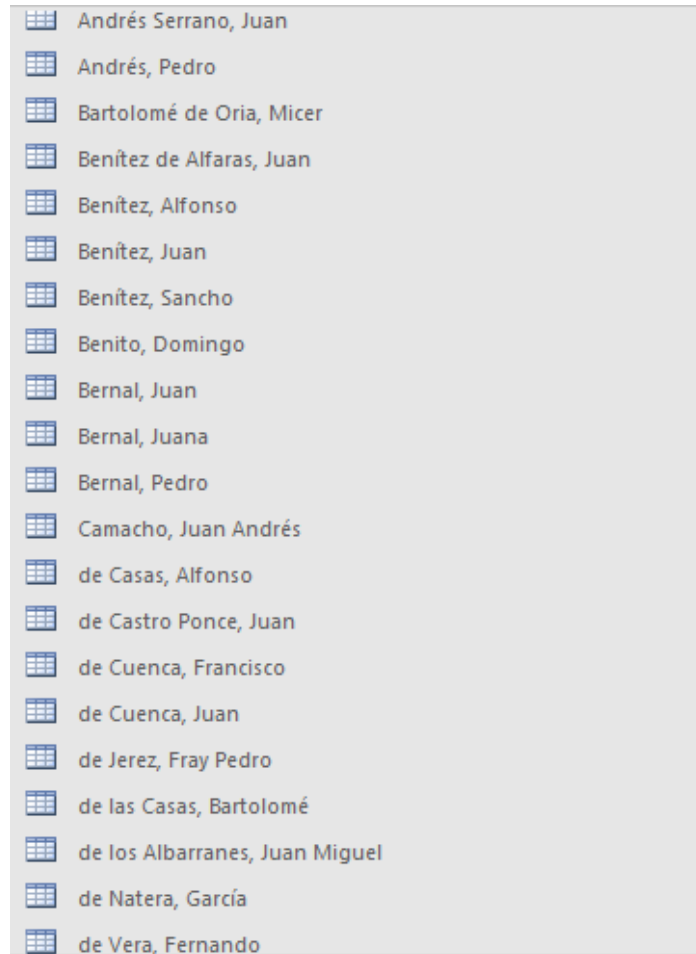 Andrés Serrano, Juan
Andrés, Pedro
Bartolomé de Oria, Micer
Benítez de Alfaras, Juan
Benítez, Alfonso
Benítez, Juan
Benítez, Sancho
Benito, Domingo
Bernal, Juan
Bernal, Juana
Bernal, Pedro
Camacho, Juan Andrés
de Casas, Alfonso
de Castro Ponce, Juan
de Cuenca, Francisco
de Cuenca, Juan
de Jerez, Fray Pedro
de las Casas, Bartolomé
de los Albarranes, Juan Miguel
de Natera, García
de Vera, Fernando